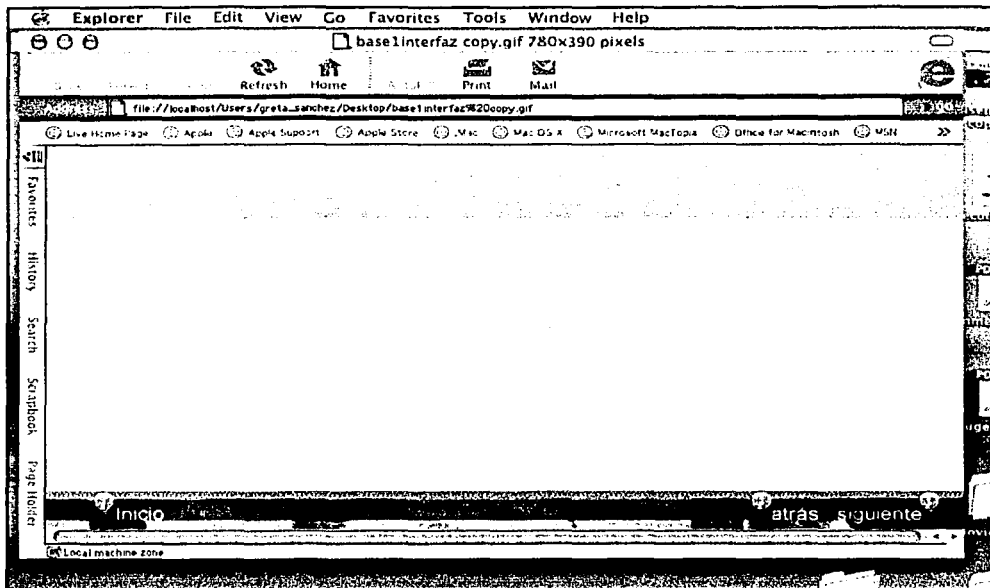 Explorer File Edit View Go Favorites Tools Window Help
base1interfaz copy.gif 780x390 pixels
Refresh Home Print Mail
file://localhost/Users/greta_sanchez/Desktop/base1interfaz%20copy.gif
Live Home Page Apple Apple Support Apple Store .Mac Mac OS X Microsoft MacTopia Office for Macintosh MSN
Favorites
History
Search
Scrapbook
Page Holder
Inicio atrás siguiente
Local machine zone